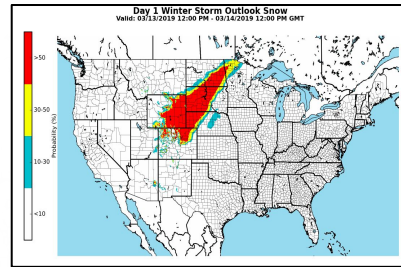 Day 1 Winter Storm Outlook Snow
Valid: 03/13/2019 12:00 PM - 03/14/2019 12:00 PM GMT
>50
30-50
10-30
<10
Probability (%)